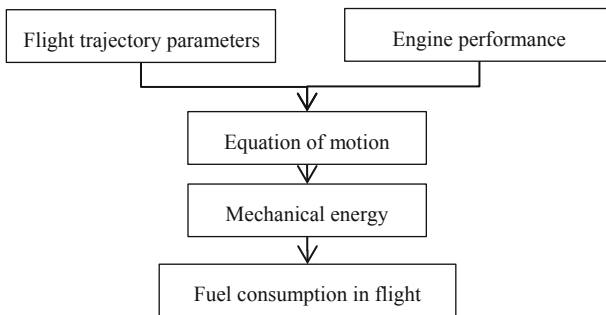 Flight trajectory parameters
Engine performance
Equation of motion
Mechanical energy
Fuel consumption in flight